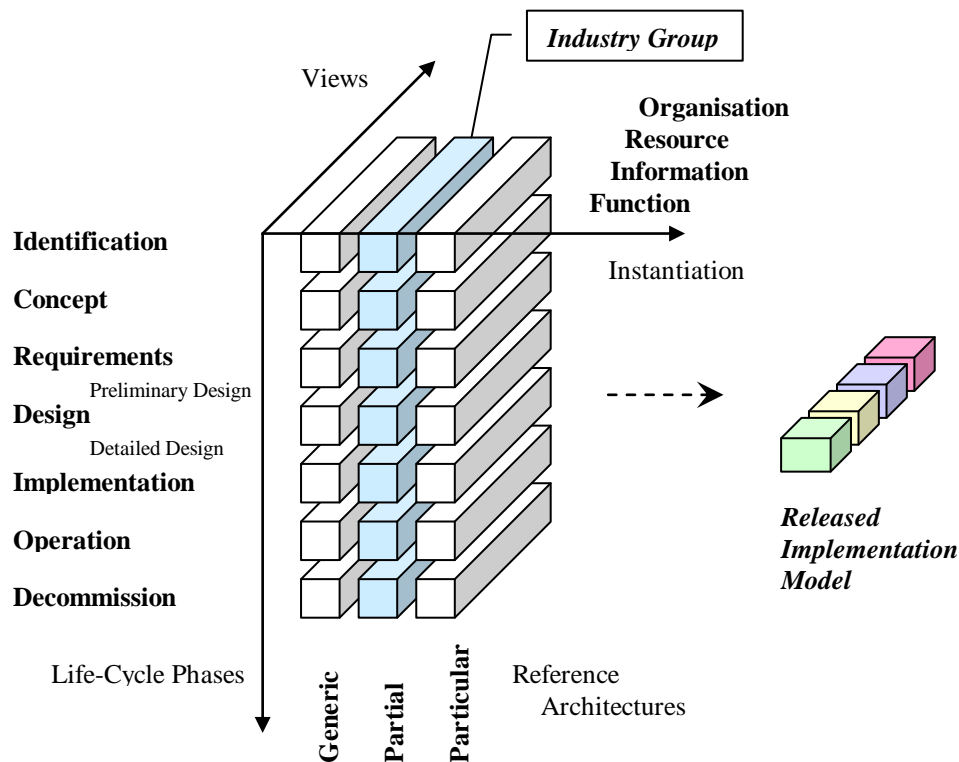 Industry Group
Views
Organisation
Resource
Information
Function
Identification
Instantiation
Concept
Requirements
Preliminary Design
Design
Detailed Design
Implementation
Released
Implementation
Model
Operation
Decommission
Life-Cycle Phases
Generic
Partial
Particular
Reference
Architectures